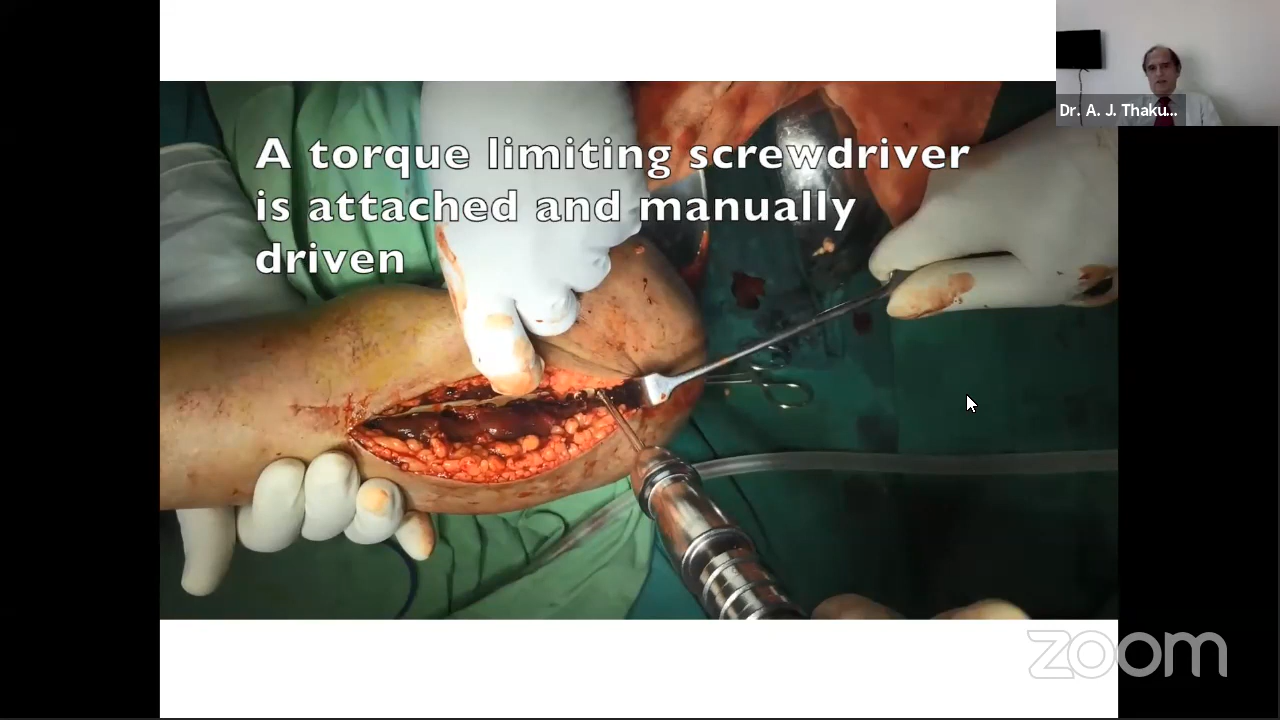 A torque limiting screwdriver
is attached and manually
driven
Dr. A. J. Thaku...
zoom